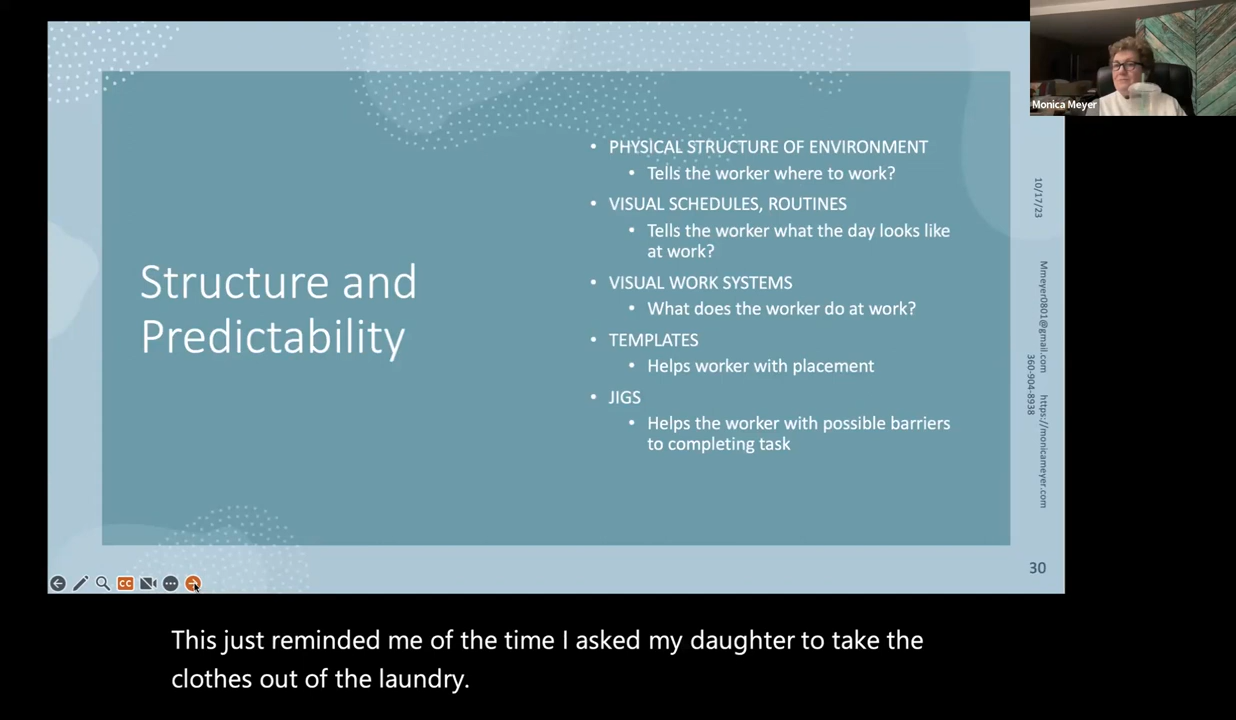 Monica Meyer
Structure and
Predictability
• PHYSICAL STRUCTURE OF ENVIRONMENT
• Tells the worker where to work?
• VISUAL SCHEDULES, ROUTINES
• Tells the worker what the day looks like
at work?
• VISUAL WORK SYSTEMS
• What does the worker do at work?
• TEMPLATES
• Helps worker with placement
• JIGS
• Helps the worker with possible barriers
to completing task
10/17/23
Mmeyer0801@gmail.com https://monicameyer.com
360-904-8938
30
CC
This just reminded me of the time I asked my daughter to take the
clothes out of the laundry.